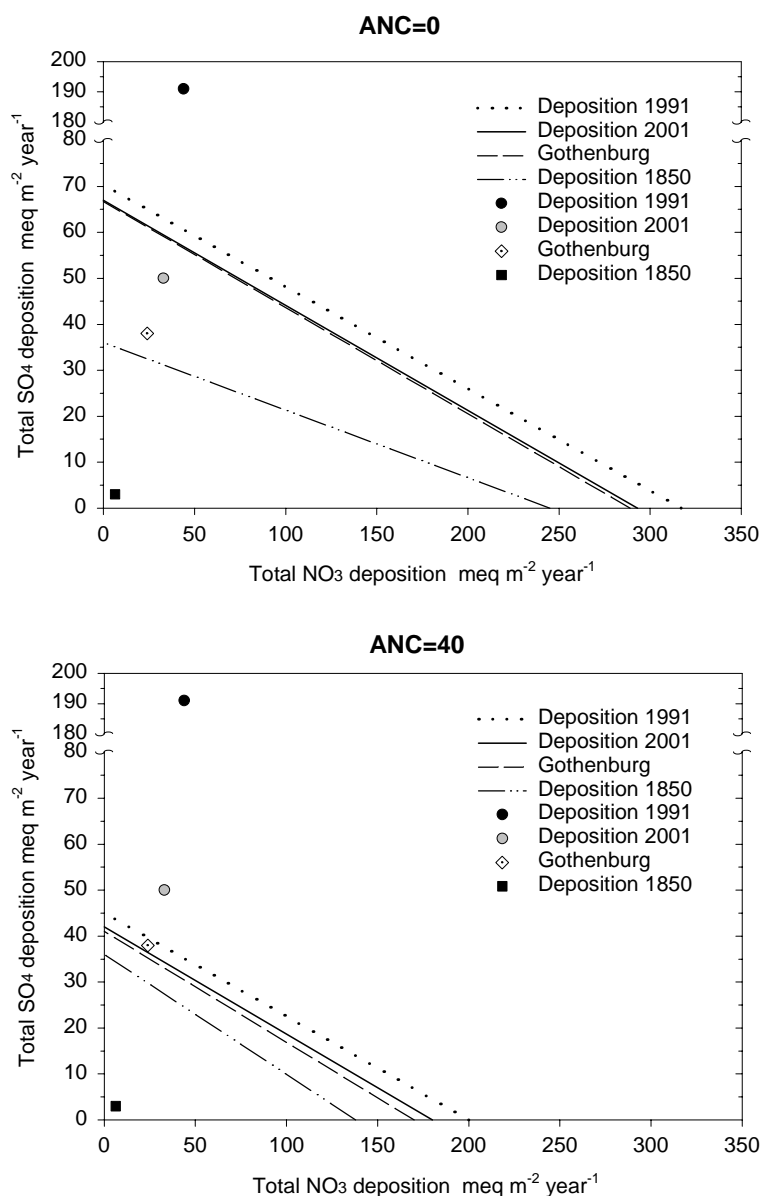 ANC=0
200
190
180
80
70
60
50
40
30
20
10
0
Total SO4 deposition meq m-2 year-1
Deposition 1991
Deposition 2001
Gothenburg
Deposition 1850
Deposition 1991
Deposition 2001
Gothenburg
Deposition 1850
0 50 100 150 200 250 300 350
Total NO3 deposition meq m-2 year-1
ANC=40
200
190
180
80
70
60
50
40
30
20
10
0
Total SO4 deposition meq m-2 year-1
Deposition 1991
Deposition 2001
Gothenburg
Deposition 1850
Deposition 1991
Deposition 2001
Gothenburg
Deposition 1850
0 50 100 150 200 250 300 350
Total NO3 deposition meq m-2 year-1